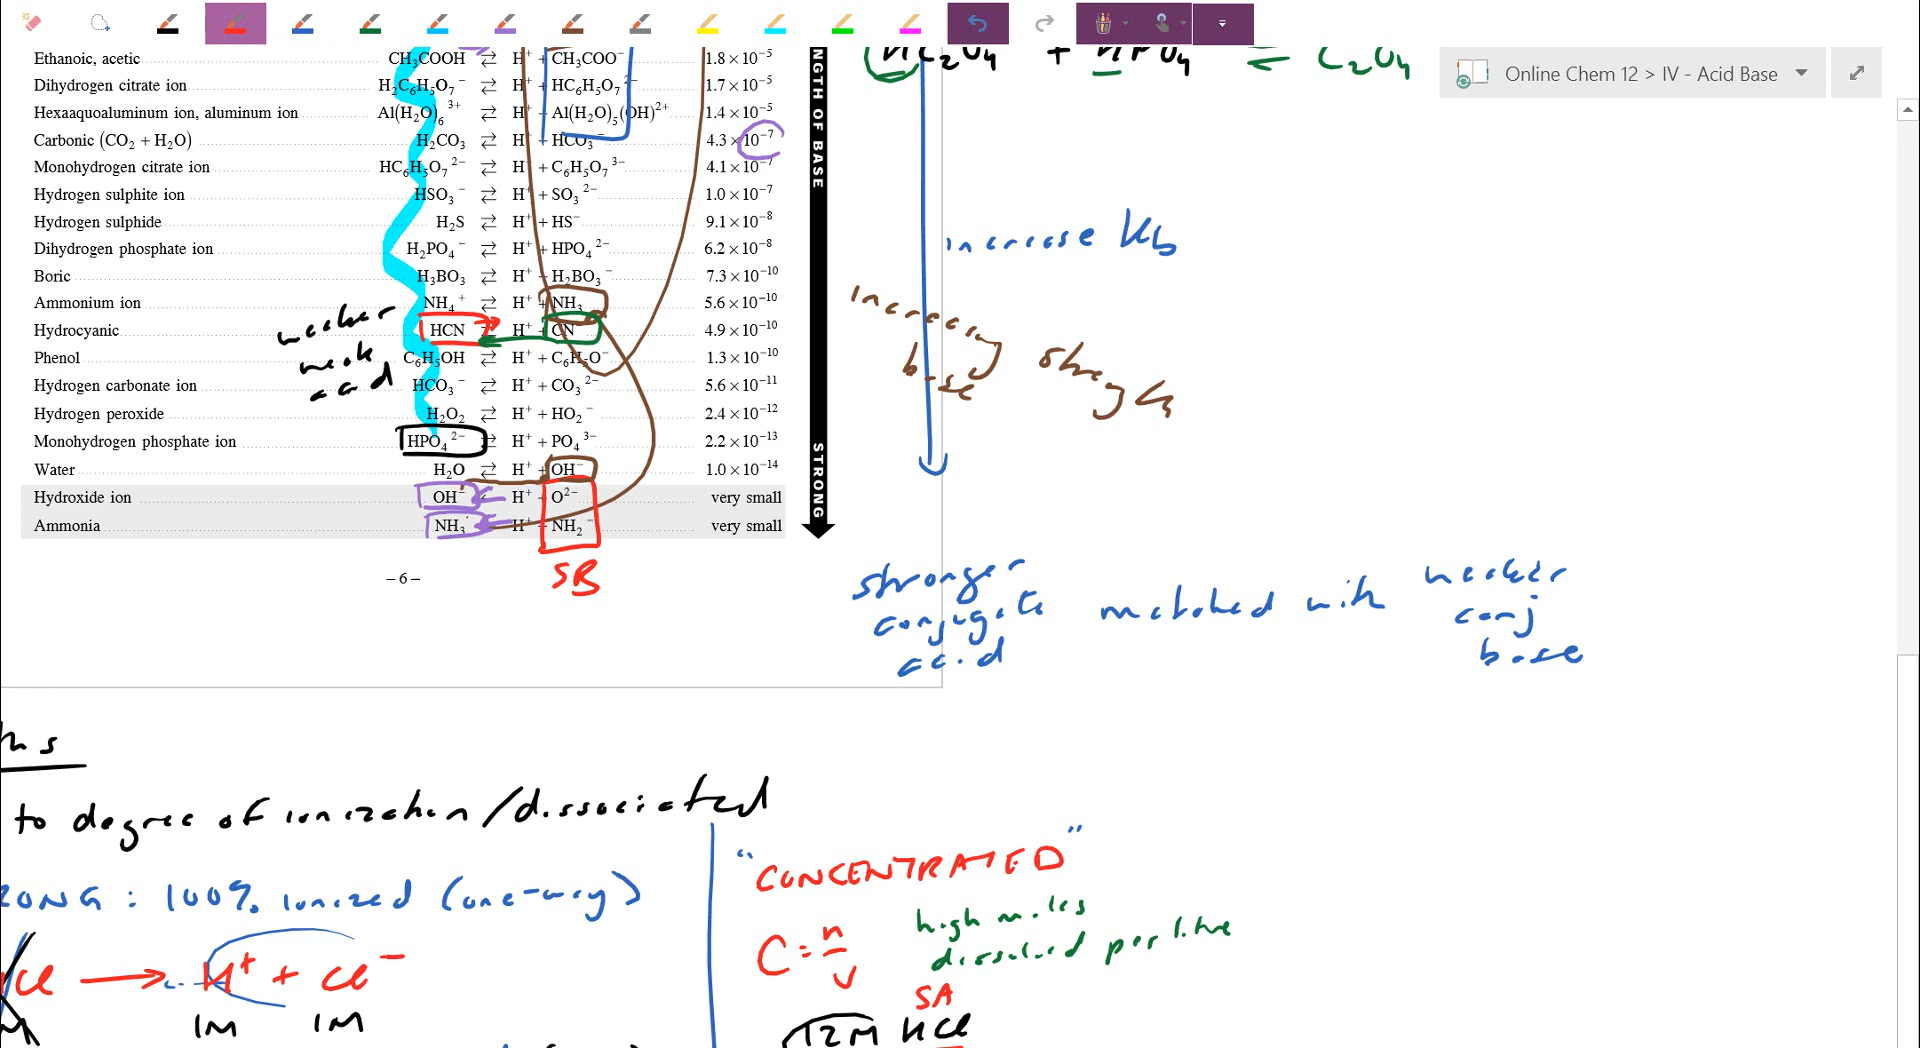 Online Chem 12 > IV - Acid Base
Ethanoic, acetic CH₃COOH ⇄ H⁺ + CH₃COO⁻ 1.8 × 10⁻⁵
Dihydrogen citrate ion H₂C₆H₅O₇⁻ ⇄ H⁺ + HC₆H₅O₇²⁻ 1.7 × 10⁻⁵
Hexaaquoaluminum ion, aluminum ion Al(H₂O)₆³⁺ ⇄ H⁺ + Al(H₂O)₅(OH)²⁺ 1.4 × 10⁻⁵
Carbonic (CO₂ + H₂O) H₂CO₃ ⇄ H⁺ + HCO₃⁻ 4.3 × 10⁻⁷
Monohydrogen citrate ion HC₆H₅O₇²⁻ ⇄ H⁺ + C₆H₅O₇³⁻ 4.1 × 10⁻⁷
Hydrogen sulphite ion HSO₃⁻ ⇄ H⁺ + SO₃²⁻ 1.0 × 10⁻⁷
Hydrogen sulphide H₂S ⇄ H⁺ + HS⁻ 9.1 × 10⁻⁸
Dihydrogen phosphate ion H₂PO₄⁻ ⇄ H⁺ + HPO₄²⁻ 6.2 × 10⁻⁸
Boric H₃BO₃ ⇄ H⁺ + H₂BO₃⁻ 7.3 × 10⁻¹⁰
Ammonium ion NH₄⁺ ⇄ H⁺ + NH₃ 5.6 × 10⁻¹⁰
Hydrocyanic HCN ⇄ H⁺ + CN⁻ 4.9 × 10⁻¹⁰
Phenol C₆H₅OH ⇄ H⁺ + C₆H₅O⁻ 1.3 × 10⁻¹⁰
Hydrogen carbonate ion HCO₃⁻ ⇄ H⁺ + CO₃²⁻ 5.6 × 10⁻¹¹
Hydrogen peroxide H₂O₂ ⇄ H⁺ + HO₂⁻ 2.4 × 10⁻¹²
Monohydrogen phosphate ion HPO₄²⁻ ⇄ H⁺ + PO₄³⁻ 2.2 × 10⁻¹³
Water H₂O ⇄ H⁺ + OH⁻ 1.0 × 10⁻¹⁴
Hydroxide ion OH⁻ ← H⁺ + O²⁻ very small
Ammonia NH₃ ← H⁺ + NH₂⁻ very small
NGTH OF BASE
STRONG
weaker
weak
acid
SB
– 6 –
HC₂O₄ + HPO₄ ⇌ C₂O₄
increase Kb
increasing
base
stronger
conjugate
acid
matched with
weaker
conj
base
to degree of ionization/dissociated
RONG : 100% ionized (one-way)
HCl → H⁺ + Cl⁻
1M 1M
"CONCENTRATED"
C = n/V
high moles
dissolved per litre
SA
12M HCl